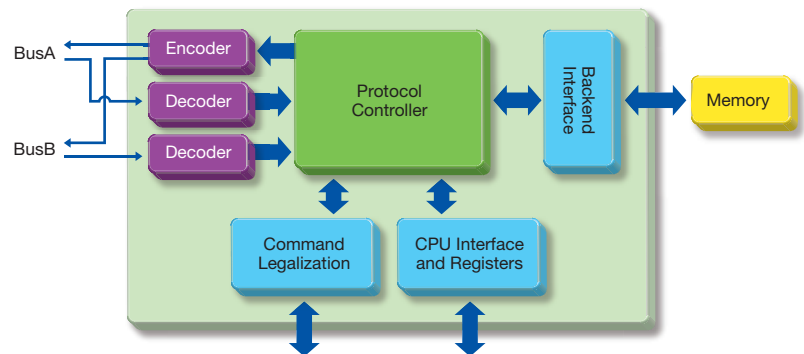 BusA
BusB
Encoder
Decoder
Decoder
Protocol
Controller
Backend
Interface
Memory
Command
Legalization
CPU Interface
and Registers